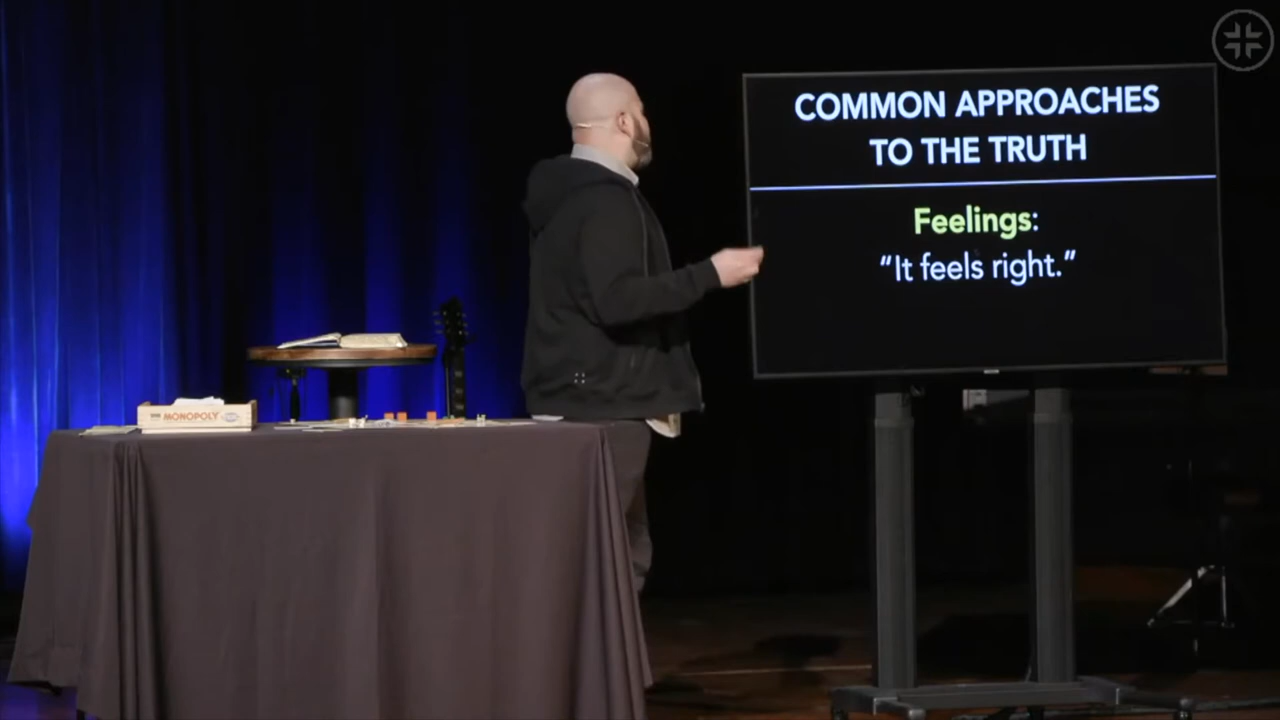 COMMON APPROACHES
TO THE TRUTH
Feelings:
“It feels right.”
MONOPOLY